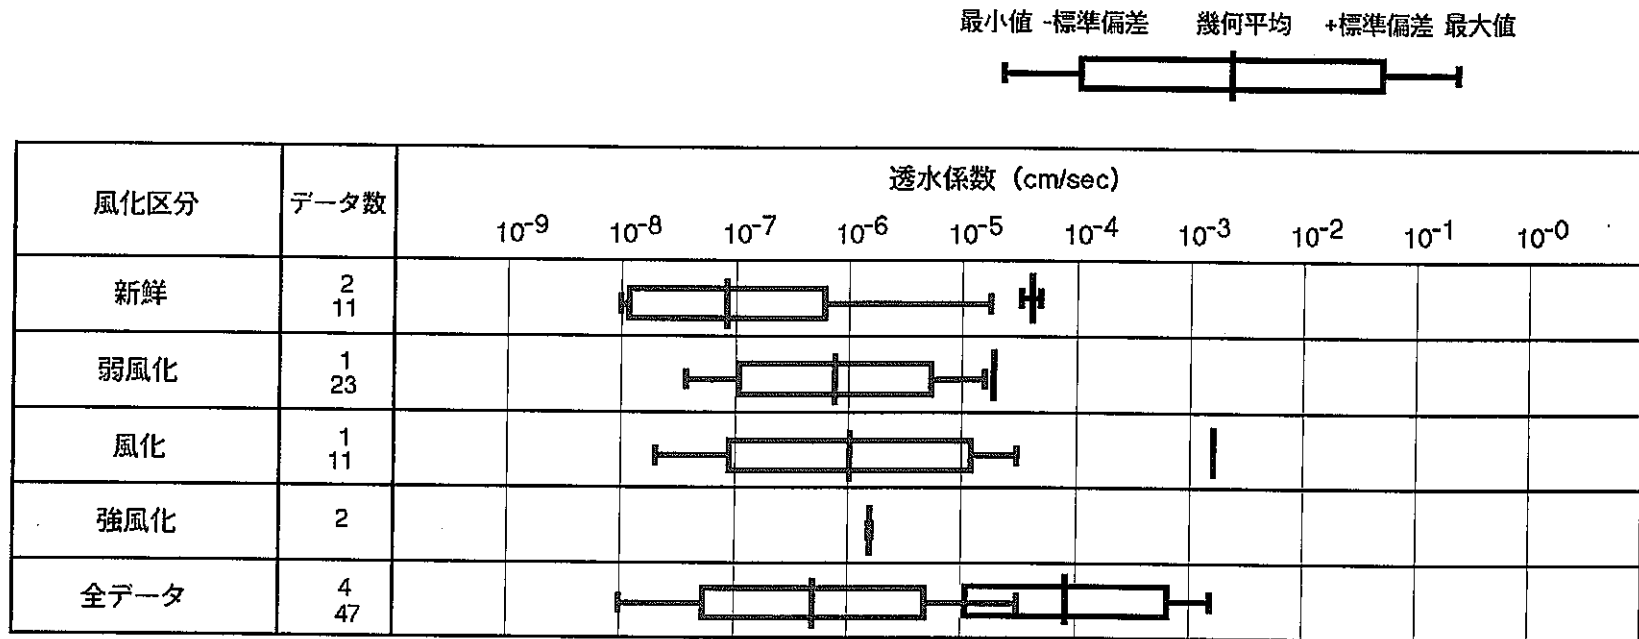 最小値 -標準偏差 幾何平均 +標準偏差 最大値
風化区分 データ数 透水係数（cm/sec）
10-9 10-8 10-7 10-6 10-5 10-4 10-3 10-2 10-1 10-0
新鮮 2
11
弱風化 1
23
風化 1
11
強風化 2
全データ 4
47